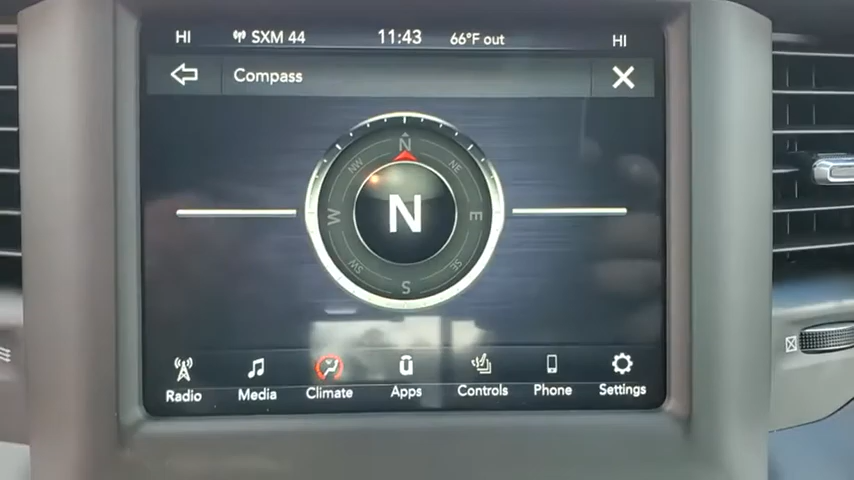 HI SXM 44 11:43 66°F out HI
Compass
N
NW NE
N
W E
SW SE
S
Radio Media Climate Apps Controls Phone Settings